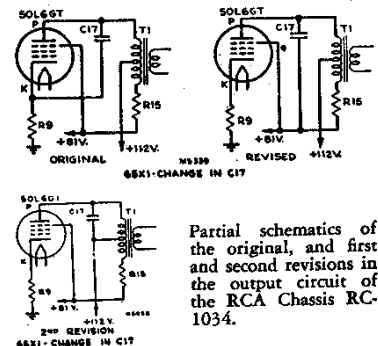 50L6GT
P
C17
T1
K
R9
R15
+81V.
+112V.
ORIGINAL
50L6GT
P
C17
T1
K
R9
R15
+81V.
+112V.
REVISED
MS339
65X1-CHANGE IN C17
50L6GT
P
C17
T1
K
R9
R15
+81V.
+112V.
2ND REVISION
65X1-CHANGE IN C17
Partial schematics of
the original, and first
and second revisions in
the output circuit of
the RCA Chassis RC-
1034.